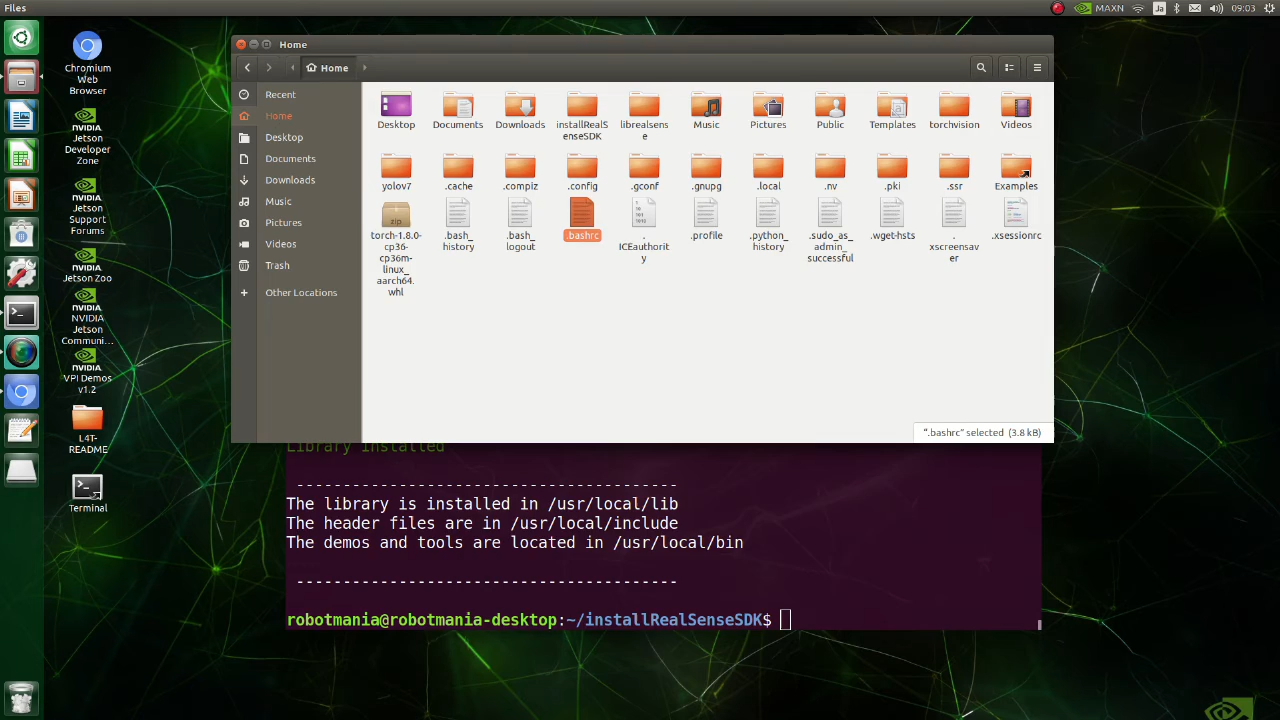 Files
MAXN
Ja
09:03
Chromium
Web
Browser
NVIDIA
NVIDIA
Jetson
Developer
Zone
NVIDIA
Jetson
Support
Forums
NVIDIA
Jetson Zoo
NVIDIA
NVIDIA
Jetson
Communi...
NVIDIA
VPI Demos
v1.2
L4T-
README
Terminal
Home
Home
Recent
Home
Desktop
Documents
Downloads
Music
Pictures
Videos
Trash
Other Locations
Desktop
Documents
Downloads
installRealS
enseSDK
librealsens
e
Music
Pictures
Public
Templates
torchvision
Videos
yolov7
.cache
.compiz
.config
.gconf
.gnupg
.local
.nv
.pki
.ssr
Examples
zip
torch-1.8.0-
cp36-
cp36m-
linux_
aarch64.
whl
.bash_
history
.bash_
logout
.bashrc
.
ICEauthorit
y
.profile
.python_
history
.sudo_as_
admin_
successful
.wget-hsts
.
xscreensav
er
.xsessionrc
".bashrc" selected (3.8 kB)
Library Installed
-----------------------------------------
The library is installed in /usr/local/lib
The header files are in /usr/local/include
The demos and tools are located in /usr/local/bin
-----------------------------------------
robotmania@robotmania-desktop:~/installRealSenseSDK$